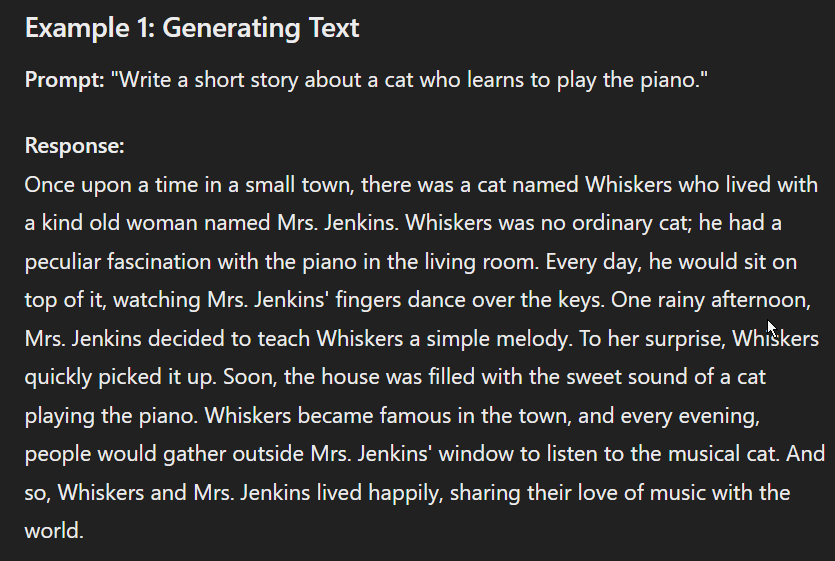 Example 1: Generating Text
Prompt: "Write a short story about a cat who learns to play the piano."
Response:
Once upon a time in a small town, there was a cat named Whiskers who lived with
a kind old woman named Mrs. Jenkins. Whiskers was no ordinary cat; he had a
peculiar fascination with the piano in the living room. Every day, he would sit on
top of it, watching Mrs. Jenkins' fingers dance over the keys. One rainy afternoon,
Mrs. Jenkins decided to teach Whiskers a simple melody. To her surprise, Whiskers
quickly picked it up. Soon, the house was filled with the sweet sound of a cat
playing the piano. Whiskers became famous in the town, and every evening,
people would gather outside Mrs. Jenkins' window to listen to the musical cat. And
so, Whiskers and Mrs. Jenkins lived happily, sharing their love of music with the
world.